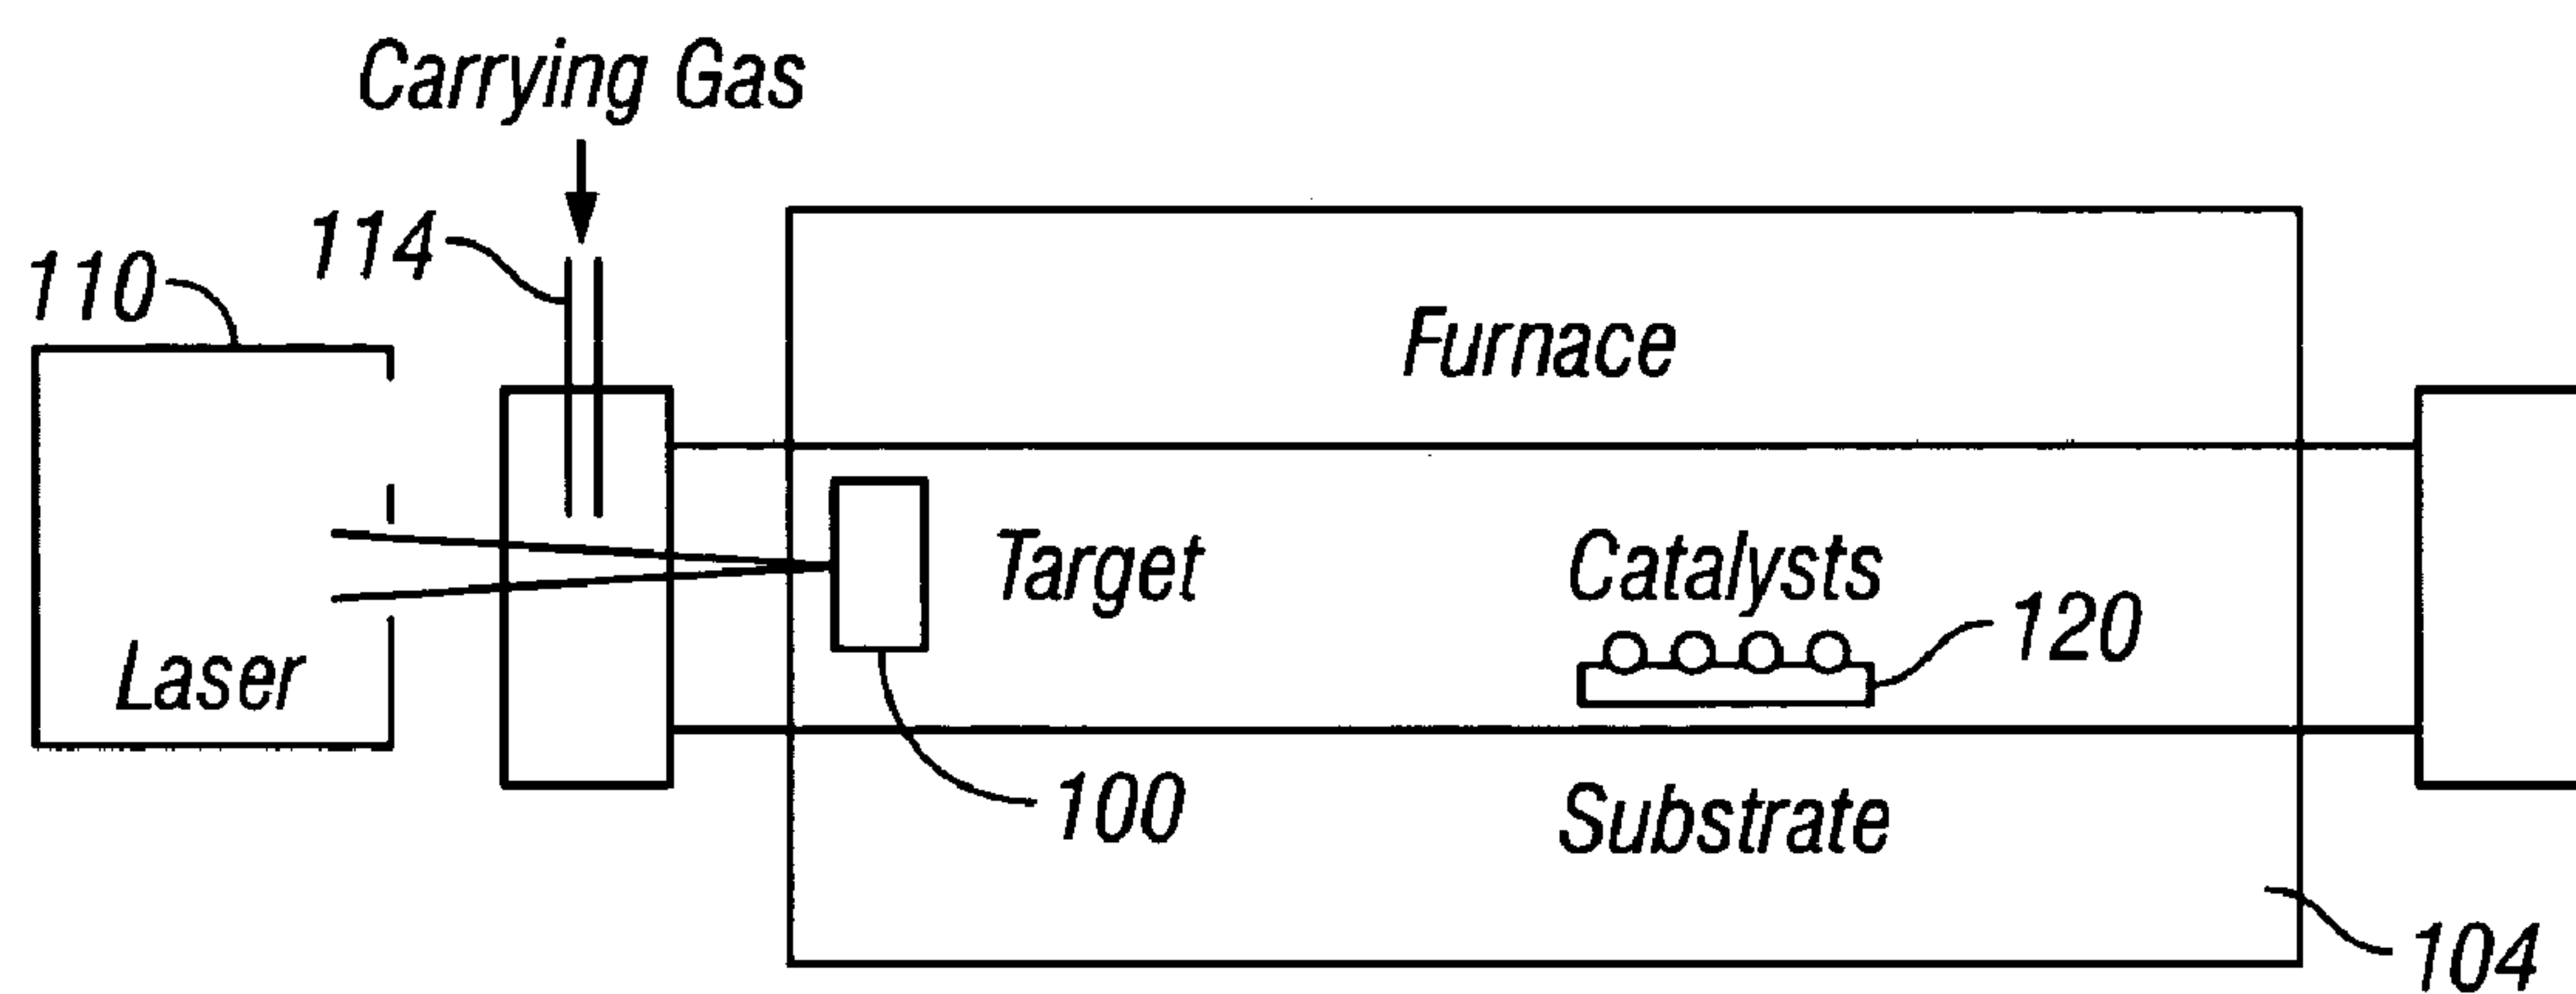 Carrying Gas
114
110
Furnace
Target
Catalysts
120
Laser
100
Substrate
104